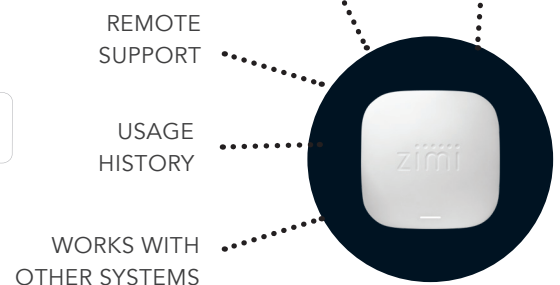 REMOTE
SUPPORT
USAGE
HISTORY
zimi
WORKS WITH
OTHER SYSTEMS